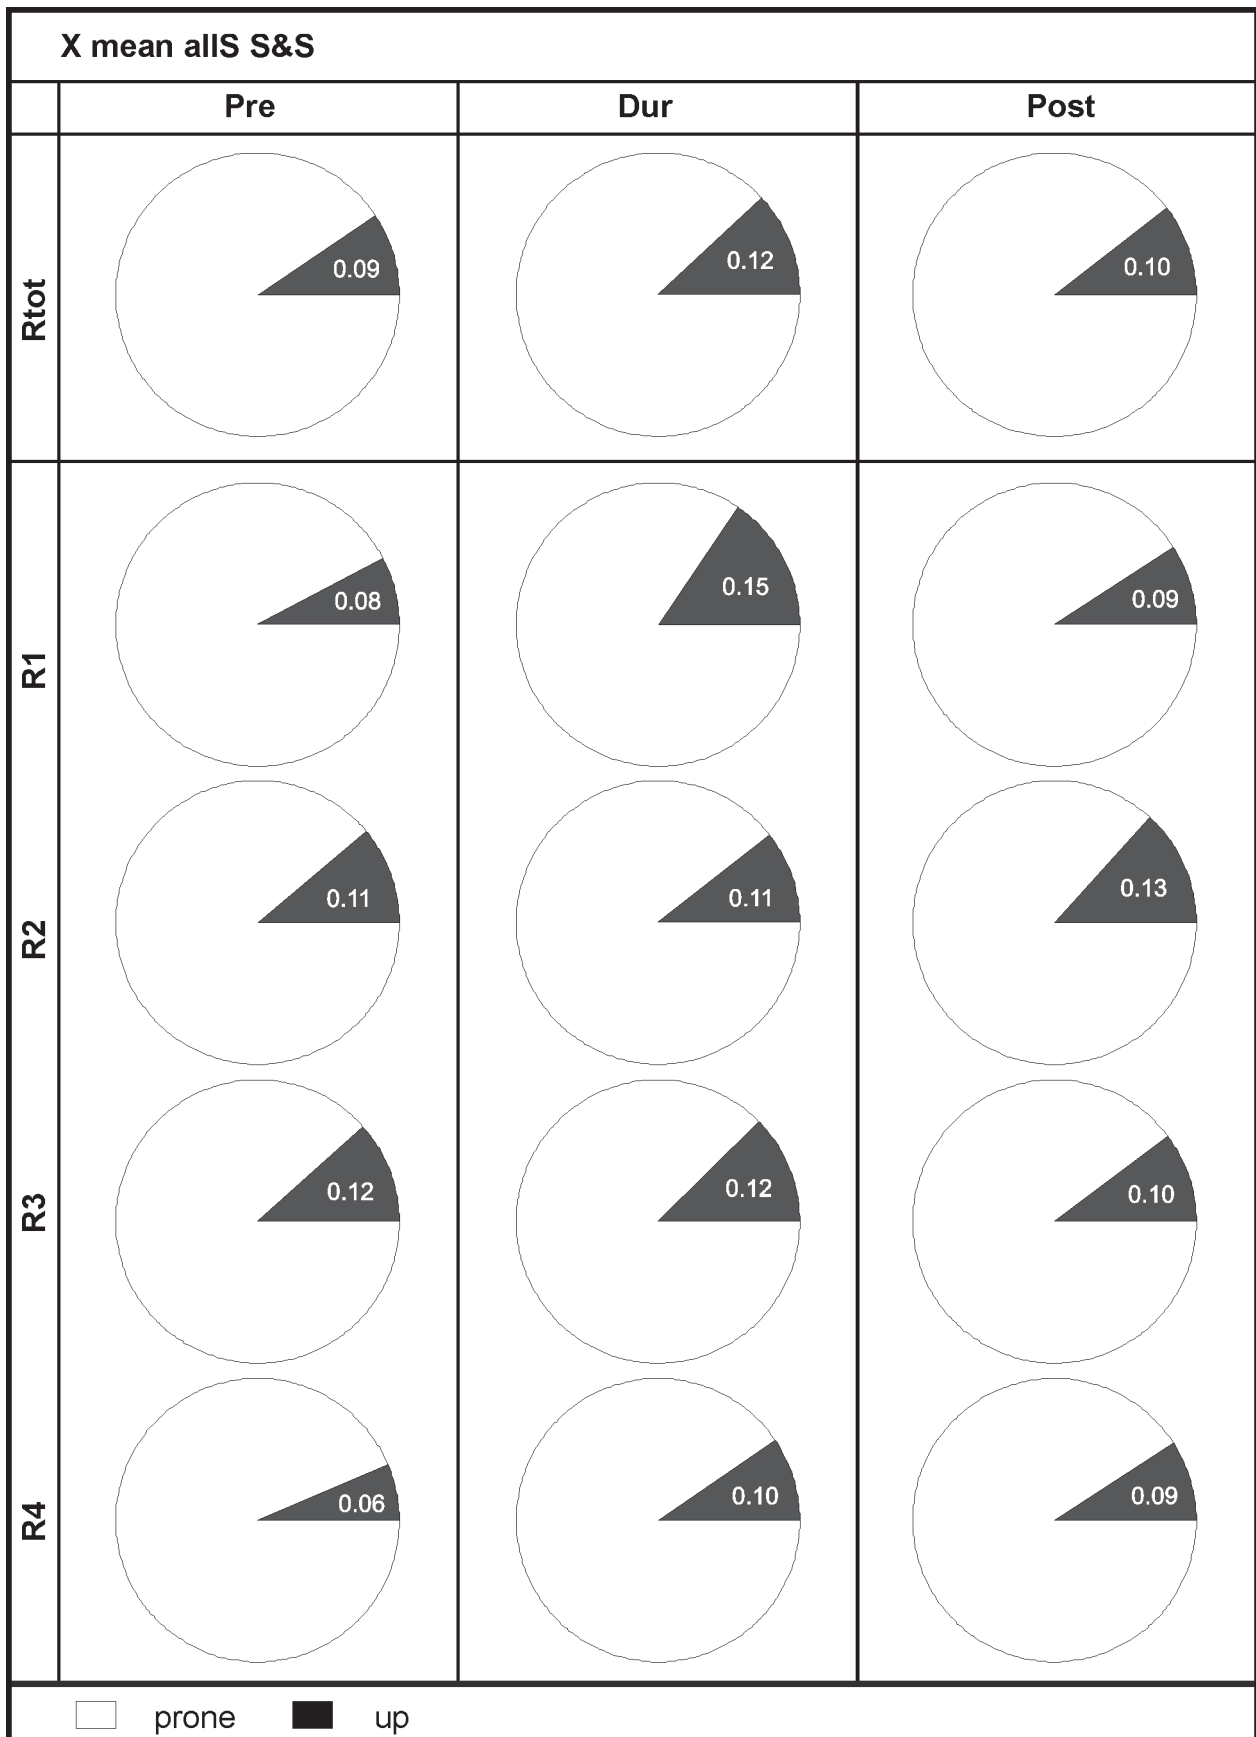 X mean allS S&S
Pre Dur Post
Rtot 0.09 0.12 0.10
R1 0.08 0.15 0.09
R2 0.11 0.11 0.13
R3 0.12 0.12 0.10
R4 0.06 0.10 0.09
prone up